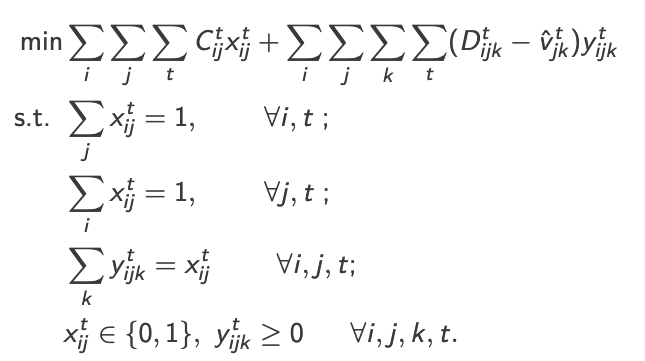 min ∑_i ∑_j ∑_t C^t_{ij} x^t_{ij} + ∑_i ∑_j ∑_k ∑_t (D^t_{ijk} − v̂^t_{jk}) y^t_{ijk}
s.t. ∑_j x^t_{ij} = 1, ∀i, t ;
∑_i x^t_{ij} = 1, ∀j, t ;
∑_k y^t_{ijk} = x^t_{ij} ∀i, j, t;
x^t_{ij} ∈ {0, 1}, y^t_{ijk} ≥ 0 ∀i, j, k, t.